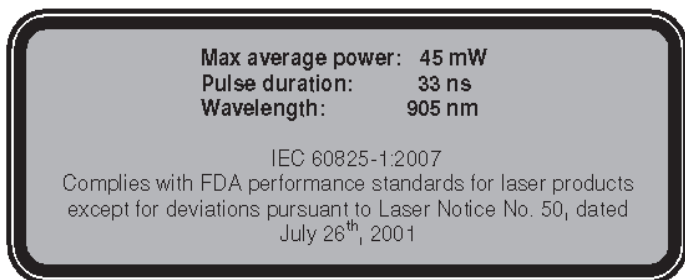 Max average power: 45 mW
Pulse duration: 33 ns
Wavelength: 905 nm
IEC 60825-1:2007
Complies with FDA performance standards for laser products
except for deviations pursuant to Laser Notice No. 50, dated
July 26th, 2001